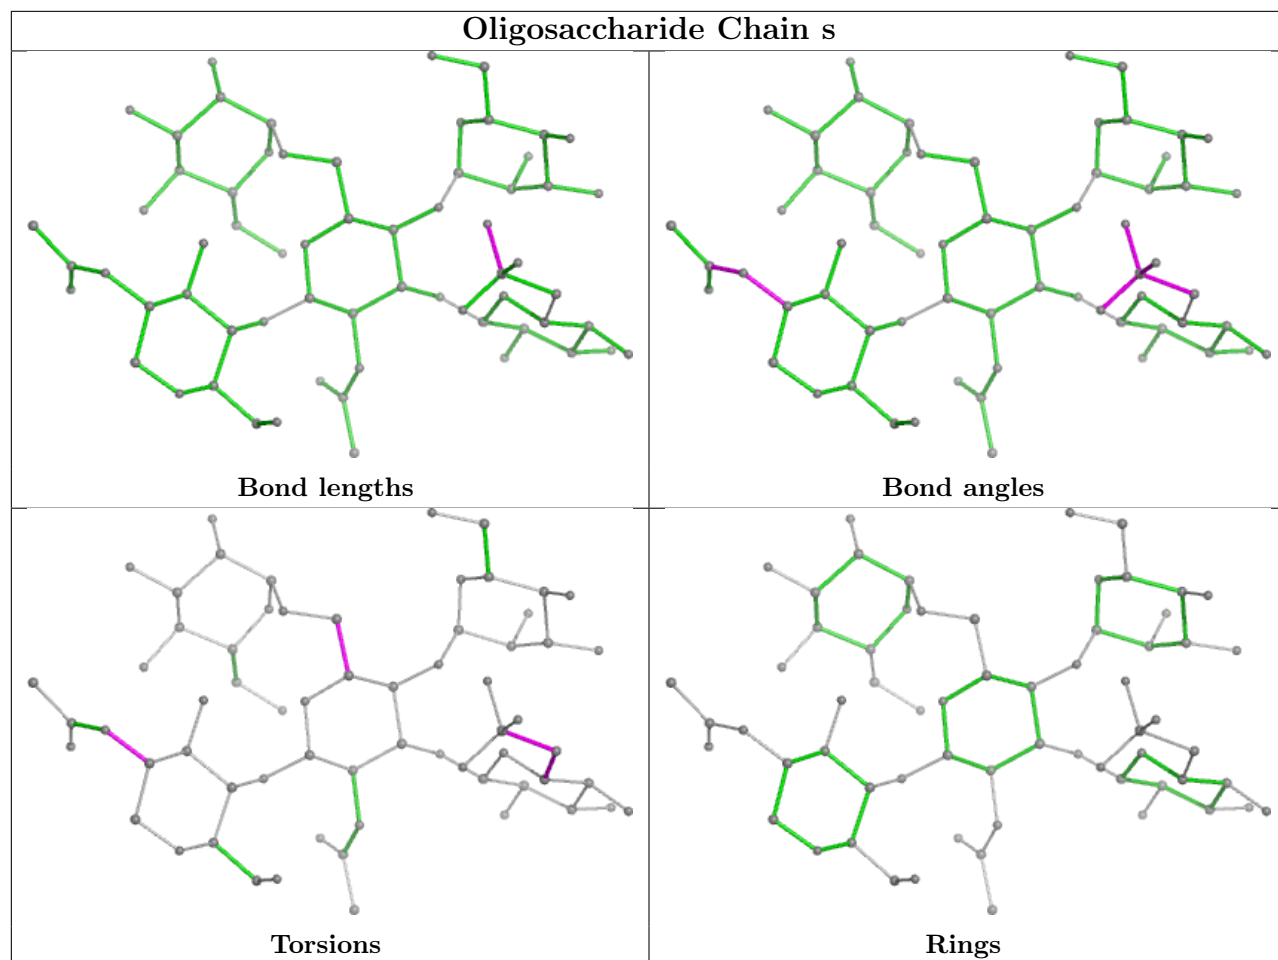 Oligosaccharide Chain s
Bond lengths
Bond angles
Torsions
Rings